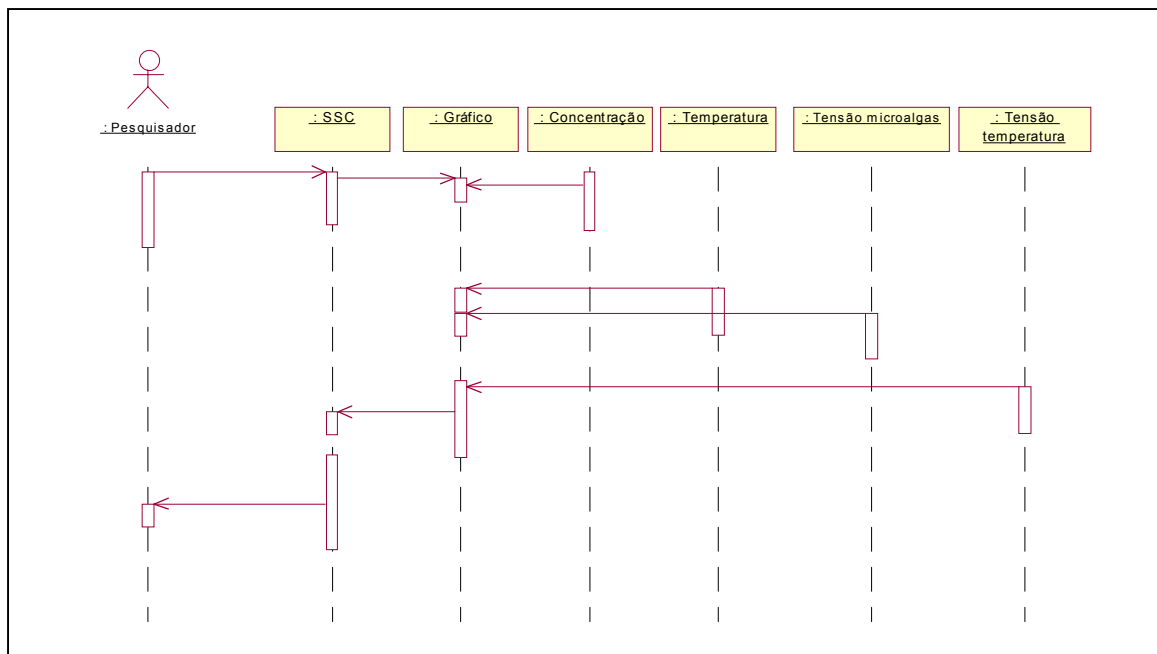 : Pesquisador
: SSC
: Gráfico
: Concentração
: Temperatura
: Tensão microalgas
: Tensão
temperatura